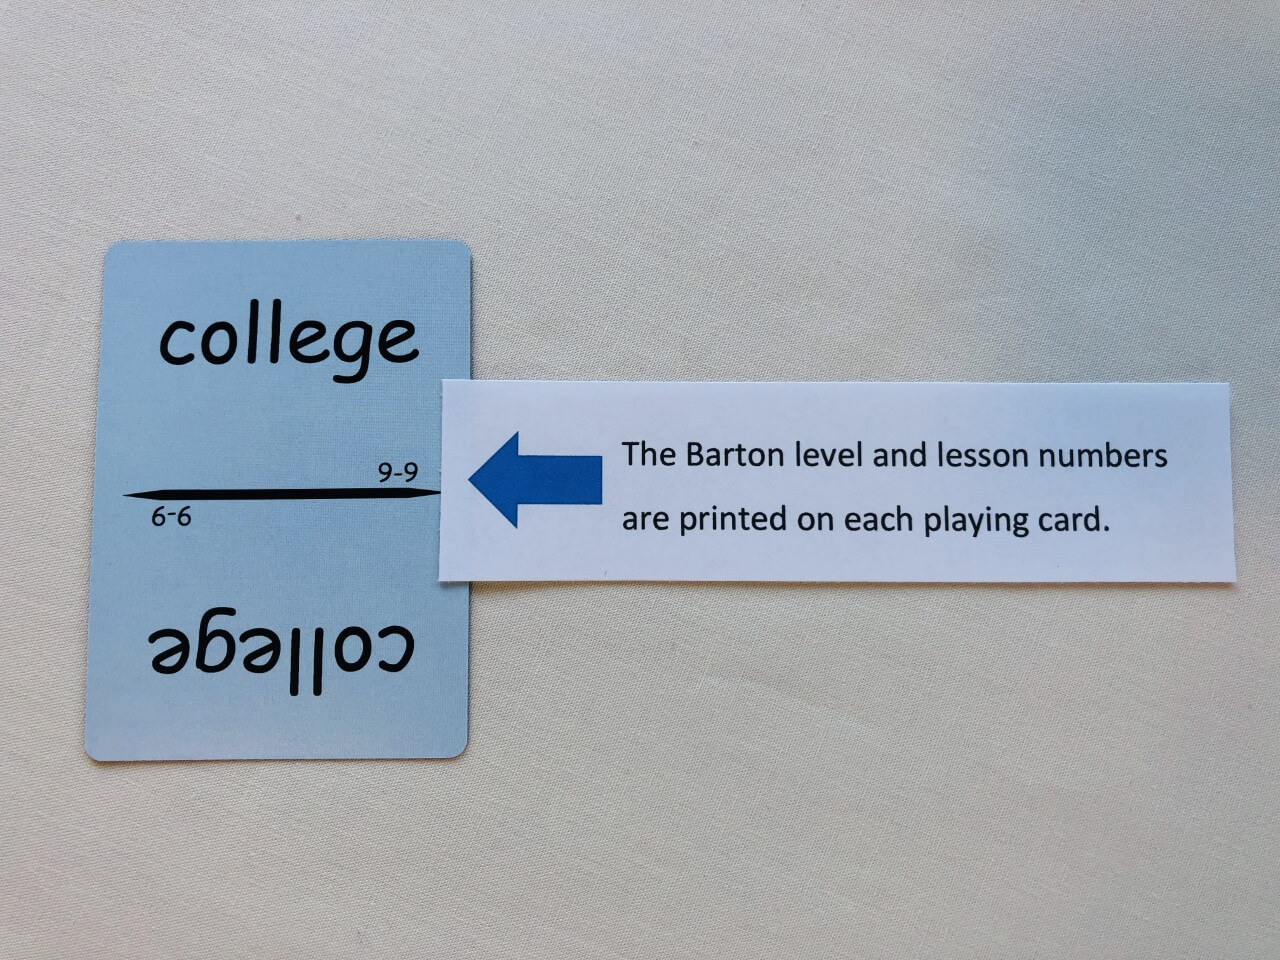 college
9-9
6-6
college
The Barton level and lesson numbers
are printed on each playing card.